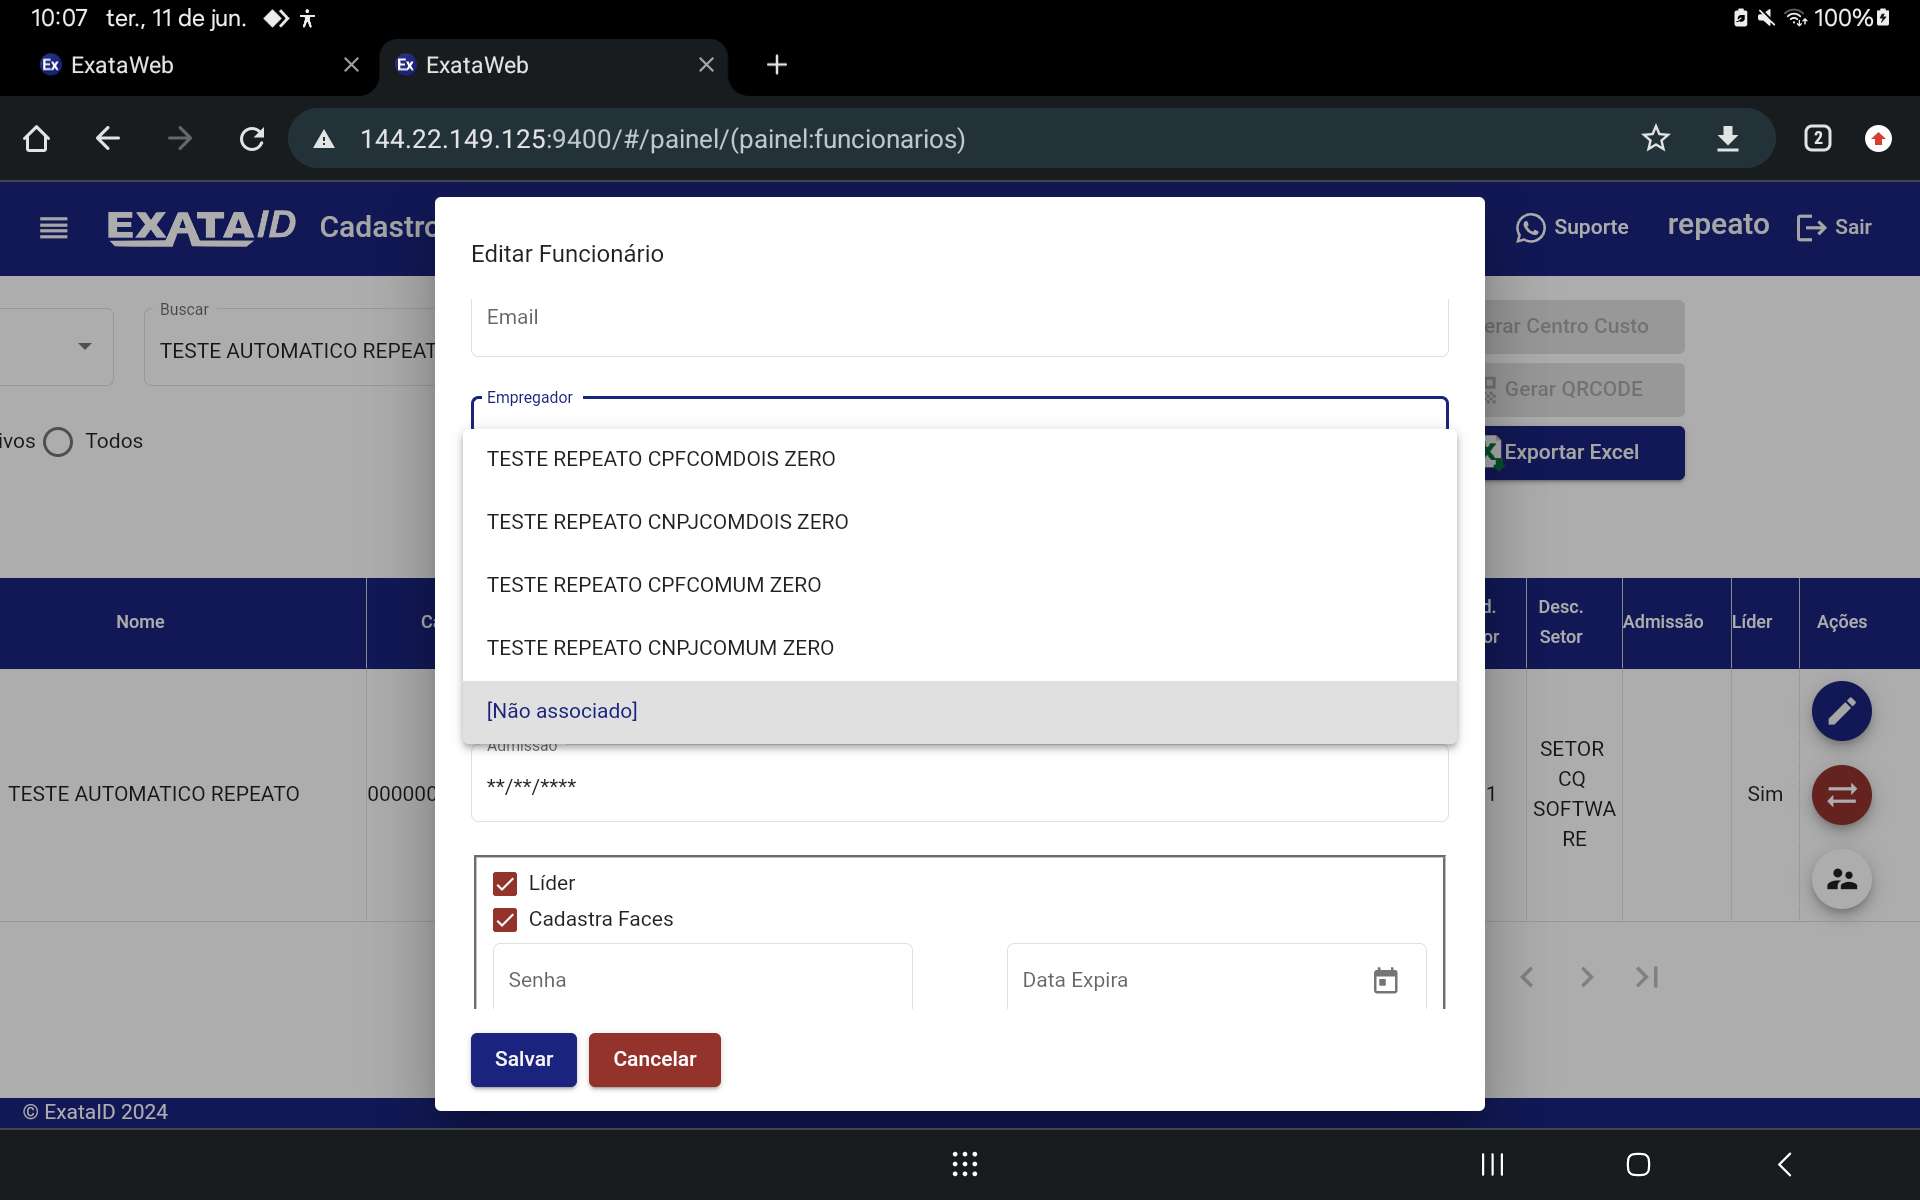 10:07 ter., 11 de jun. 100%
Ex ExataWeb
Ex ExataWeb
144.22.149.125:9400/#/painel/(painel:funcionarios)
2
EXATAID Cadastro
Suporte repeato Sair
Editar Funcionário
Buscar
TESTE AUTOMATICO REPEAT
Email
erar Centro Custo
Gerar QRCODE
Exportar Excel
ivos Todos
Empregador
TESTE REPEATO CPFCOMDOIS ZERO
TESTE REPEATO CNPJCOMDOIS ZERO
TESTE REPEATO CPFCOMUM ZERO
TESTE REPEATO CNPJCOMUM ZERO
[Não associado]
Admissão
**/**/****
Nome
d.
or
Desc.
Setor
Admissão
Líder
Ações
TESTE AUTOMATICO REPEATO
000000
1
SETOR
CQ
SOFTWA
RE
Sim
Líder
Cadastra Faces
Senha
Data Expira
Salvar
Cancelar
© ExataID 2024